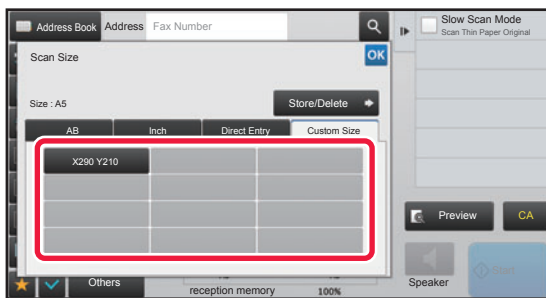 Address Book Address Fax Number
Slow Scan Mode
Scan Thin Paper Original
Scan Size
OK
Size : A5
Store/Delete
AB Inch Direct Entry Custom Size
X290 Y210
Preview CA
Start
Others
reception memory 100%
Speaker